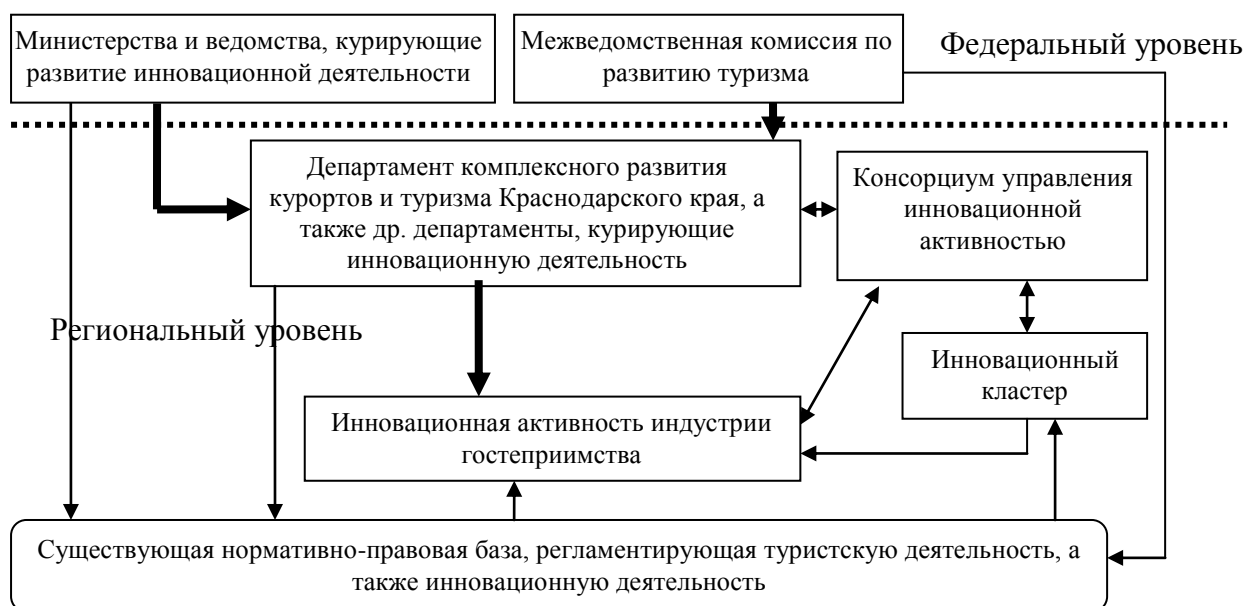 Министерства и ведомства, курирующие
развитие инновационной деятельности
Межведомственная комиссия по
развитию туризма
Федеральный уровень
Департамент комплексного развития
курортов и туризма Краснодарского края, а
также др. департаменты, курирующие
инновационную деятельность
Консорциум управления
инновационной
активностью
Региональный уровень
Инновационный
кластер
Инновационная активность индустрии
гостеприимства
Существующая нормативно-правовая база, регламентирующая туристскую деятельность, а
также инновационную деятельность